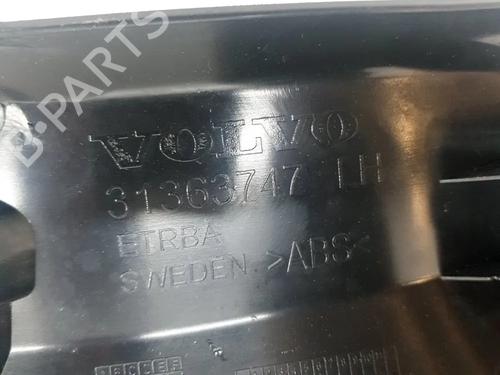 B-PARTS
VOLVO
31363747 LH
ETRBA
SWEDEN >ABS<